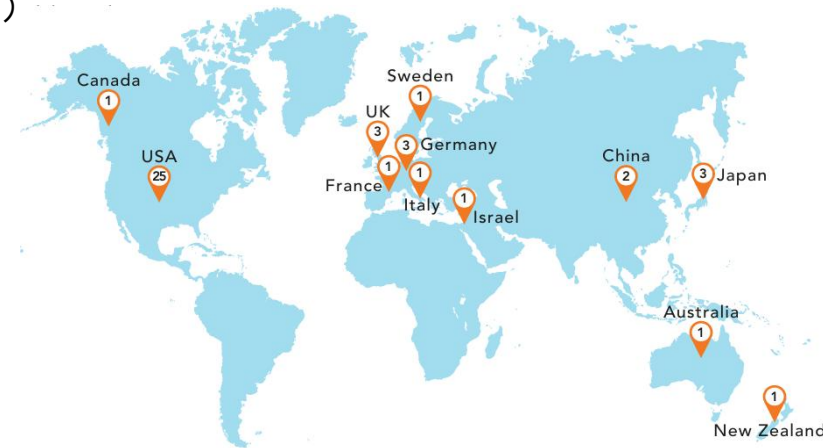 )
Canada
1
USA
25
Sweden
1
UK
3
3
Germany
1
France
1
Italy
1
Israel
China
2
3
Japan
Australia
1
1
New Zealand